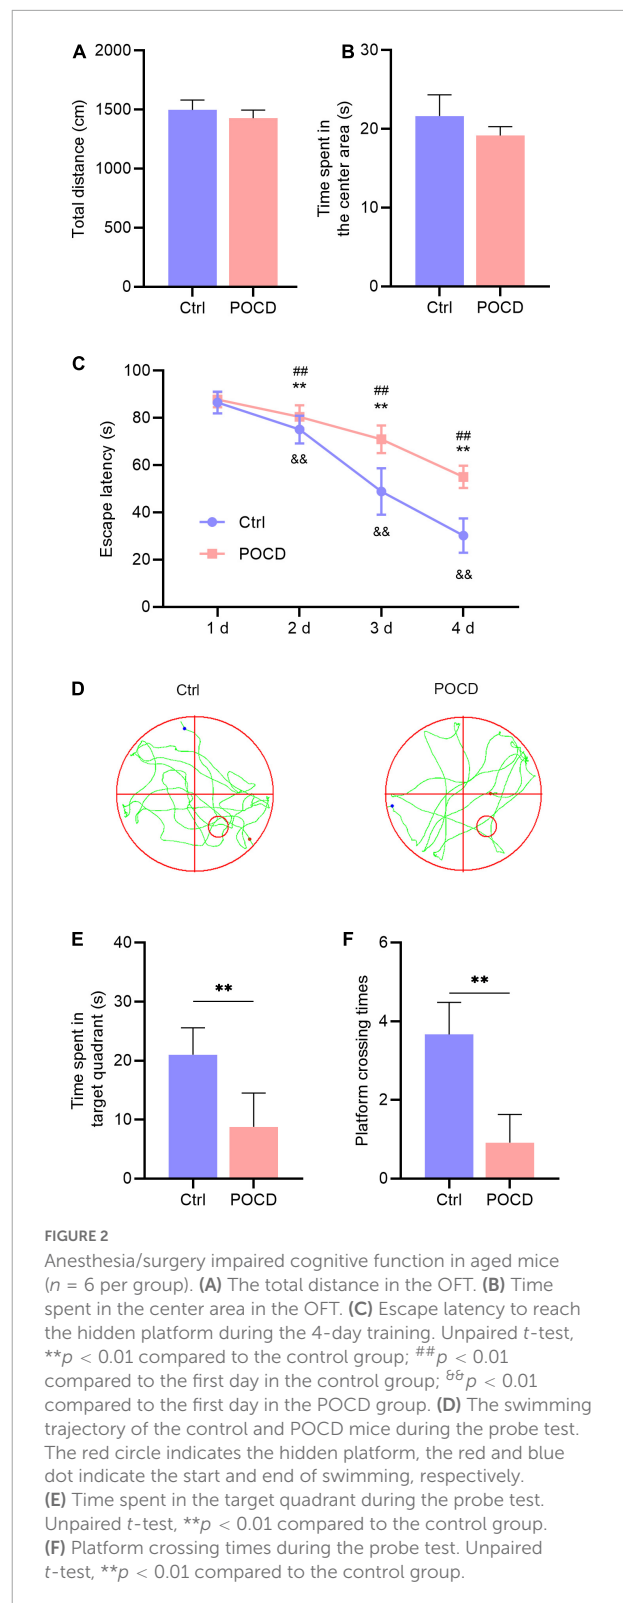 A
2000
1500
1000
500
0
Total distance (cm)
Ctrl
POCD
B
30
20
10
0
Time spent in
the center area (s)
Ctrl
POCD
C
100
80
60
40
20
0
Escape latency (s)
##
**
&&
##
**
&&
##
**
&&
Ctrl
POCD
1 d
2 d
3 d
4 d
D
Ctrl
POCD
E
40
30
20
10
0
Time spent in
target quadrant (s)
**
Ctrl
POCD
F
6
4
2
0
Platform crossing times
**
Ctrl
POCD
FIGURE 2
Anesthesia/surgery impaired cognitive function in aged mice
(n = 6 per group). (A) The total distance in the OFT. (B) Time
spent in the center area in the OFT. (C) Escape latency to reach
the hidden platform during the 4-day training. Unpaired t-test,
**p < 0.01 compared to the control group; ##p < 0.01
compared to the first day in the control group; &&p < 0.01
compared to the first day in the POCD group. (D) The swimming
trajectory of the control and POCD mice during the probe test.
The red circle indicates the hidden platform, the red and blue
dot indicate the start and end of swimming, respectively.
(E) Time spent in the target quadrant during the probe test.
Unpaired t-test, **p < 0.01 compared to the control group.
(F) Platform crossing times during the probe test. Unpaired
t-test, **p < 0.01 compared to the control group.